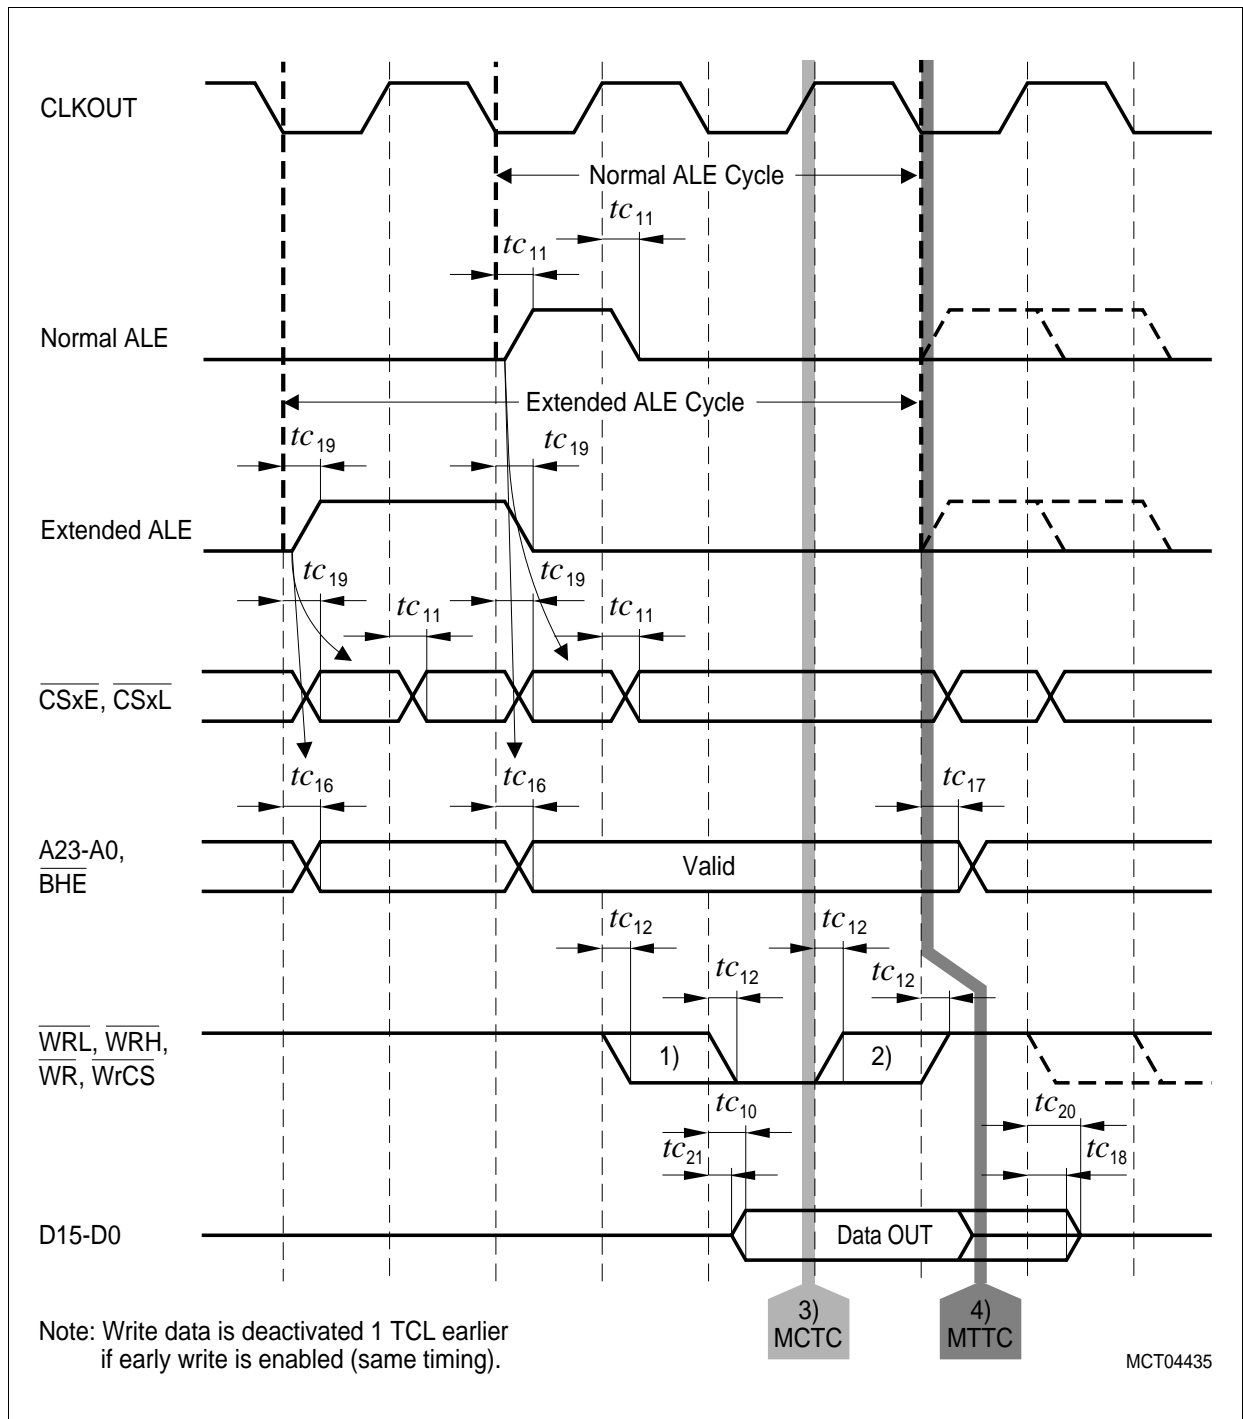 CLKOUT
Normal ALE Cycle
tc11
tc11
Normal ALE
Extended ALE Cycle
tc19
tc19
Extended ALE
tc19
tc19
tc11
tc11
CSxE, CSxL
tc16
tc16
tc17
A23-A0,
BHE
Valid
tc12
tc12
tc12
tc12
WRL, WRH,
WR, WrCS
1)
2)
tc10
tc20
tc21
tc18
D15-D0
Data OUT
3)
MCTC
4)
MTTC
Note: Write data is deactivated 1 TCL earlier
if early write is enabled (same timing).
MCT04435